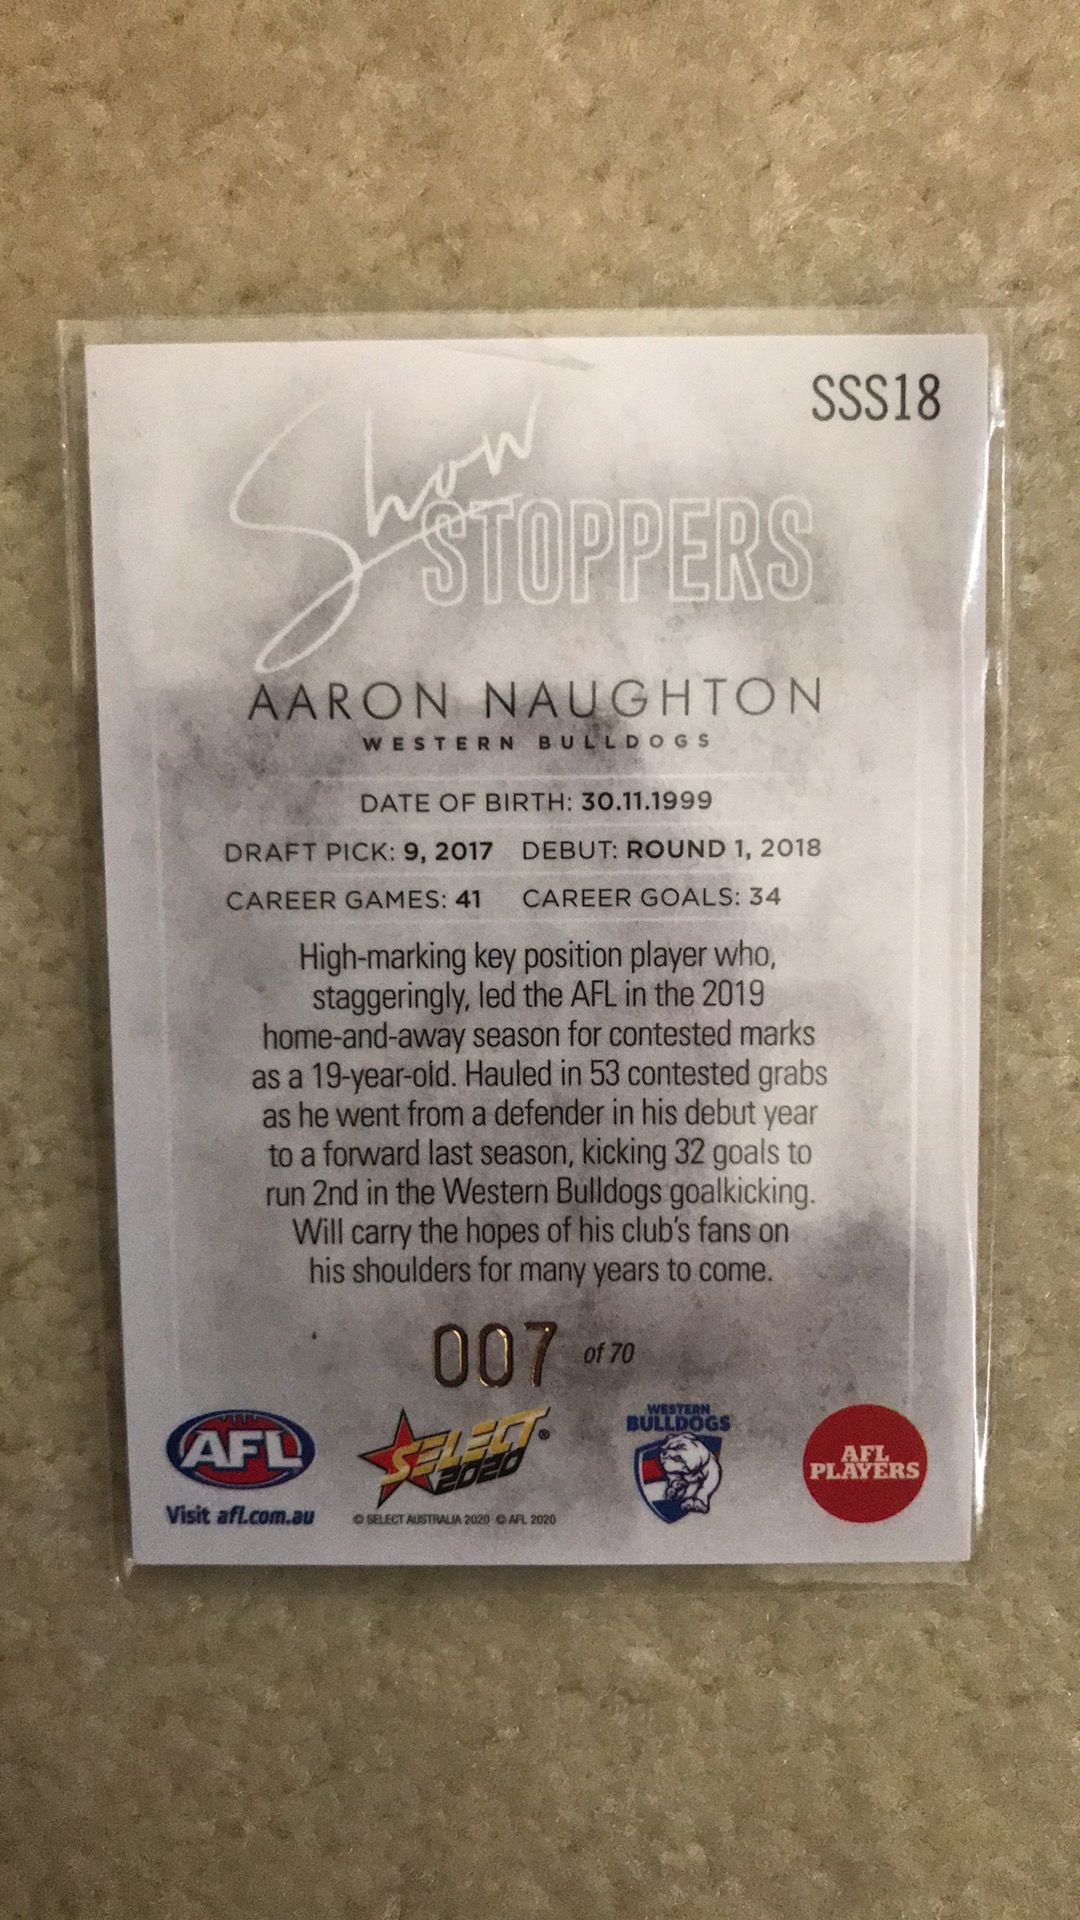 SSS18
Show
STOPPERS
AARON NAUGHTON
WESTERN BULLDOGS
DATE OF BIRTH: 30.11.1999
DRAFT PICK: 9, 2017 DEBUT: ROUND 1, 2018
CAREER GAMES: 41 CAREER GOALS: 34
High-marking key position player who,
staggeringly, led the AFL in the 2019
home-and-away season for contested marks
as a 19-year-old. Hauled in 53 contested grabs
as he went from a defender in his debut year
to a forward last season, kicking 32 goals to
run 2nd in the Western Bulldogs goalkicking.
Will carry the hopes of his club's fans on
his shoulders for many years to come.
007 of 70
AFL
Visit afl.com.au
SELECT ®
2020
© SELECT AUSTRALIA 2020 © AFL 2020
WESTERN
BULLDOGS
AFL
PLAYERS